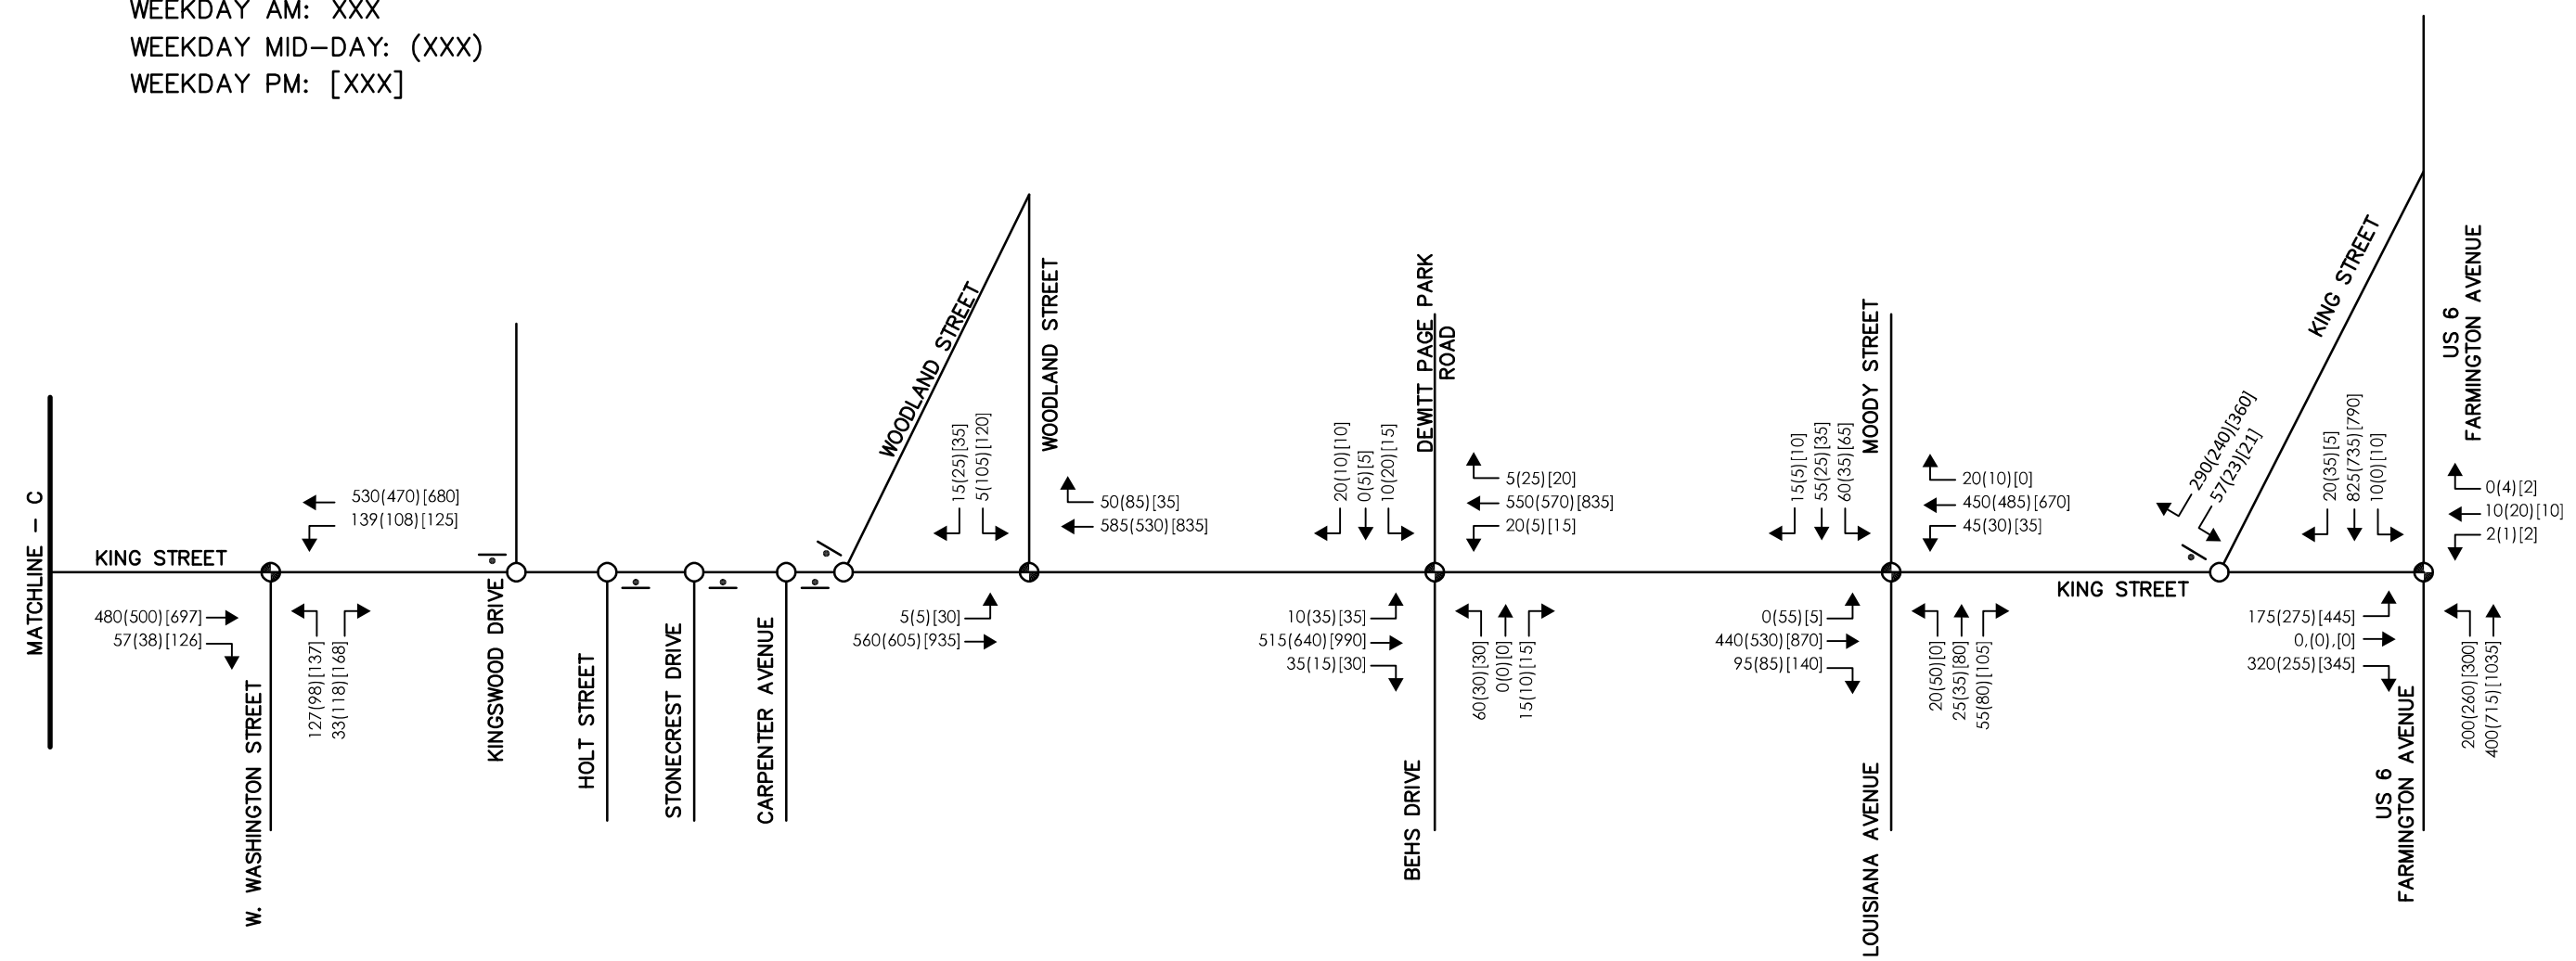 WEEKDAY AM: XXX
WEEKDAY MID-DAY: (XXX)
WEEKDAY PM: [XXX]
MATCHLINE - C
KING STREET
530(470)[680]
139(108)[125]
480(500)[697]
57(38)[126]
127(98)[137]
33(118)[168]
W. WASHINGTON STREET
KINGSWOOD DRIVE
HOLT STREET
STONECREST DRIVE
CARPENTER AVENUE
WOODLAND STREET
WOODLAND STREET
15(25)[35]
5(105)[120]
50(85)[35]
585(530)[835]
5(5)[30]
560(605)[935]
DEWITT PAGE PARK
ROAD
20(10)[10]
0(5)[5]
10(20)[15]
5(25)[20]
550(570)[835]
20(5)[15]
10(35)[35]
515(640)[990]
35(15)[30]
60(30)[30]
0(0)[0]
15(10)[15]
BEHS DRIVE
MOODY STREET
15(5)[10]
55(25)[35]
60(35)[65]
20(10)[0]
450(485)[670]
45(30)[35]
0(55)[5]
440(530)[870]
95(85)[140]
20(50)[0]
25(35)[80]
55(80)[105]
LOUISIANA AVENUE
KING STREET
KING STREET
290(240)[360]
57(23)[21]
20(35)[5]
825(735)[790]
10(0)[10]
US 6
FARMINGTON AVENUE
0(4)[2]
10(20)[10]
2(1)[2]
175(275)[445]
0,(0),[0]
320(255)[345]
200(260)[300]
400(715)[1035]
US 6
FARMINGTON AVENUE